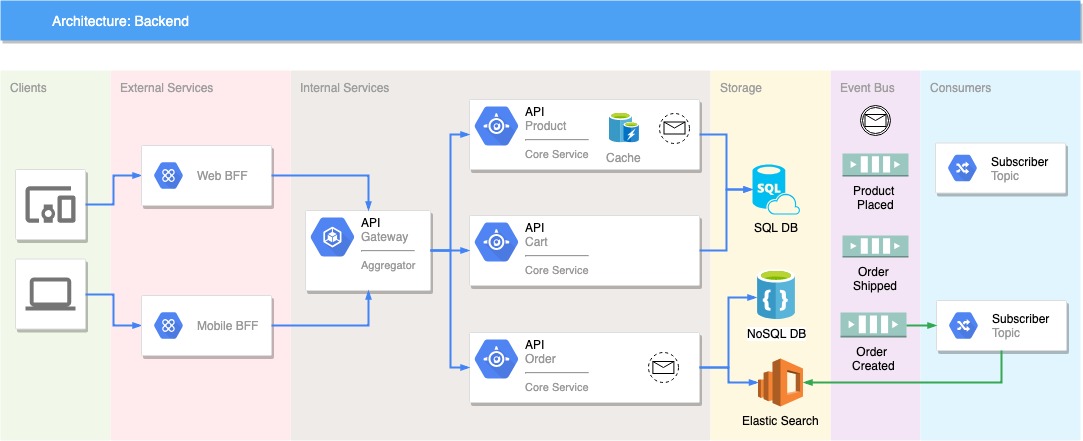 Architecture: Backend
Clients
External Services
Internal Services
Storage
Event Bus
Consumers
Web BFF
Mobile BFF
API
Gateway
Aggregator
API
Product
Core Service
Cache
API
Cart
Core Service
API
Order
Core Service
SQL
SQL DB
{ }
NoSQL DB
Elastic Search
Product
Placed
Order
Shipped
Order
Created
Subscriber
Topic
Subscriber
Topic